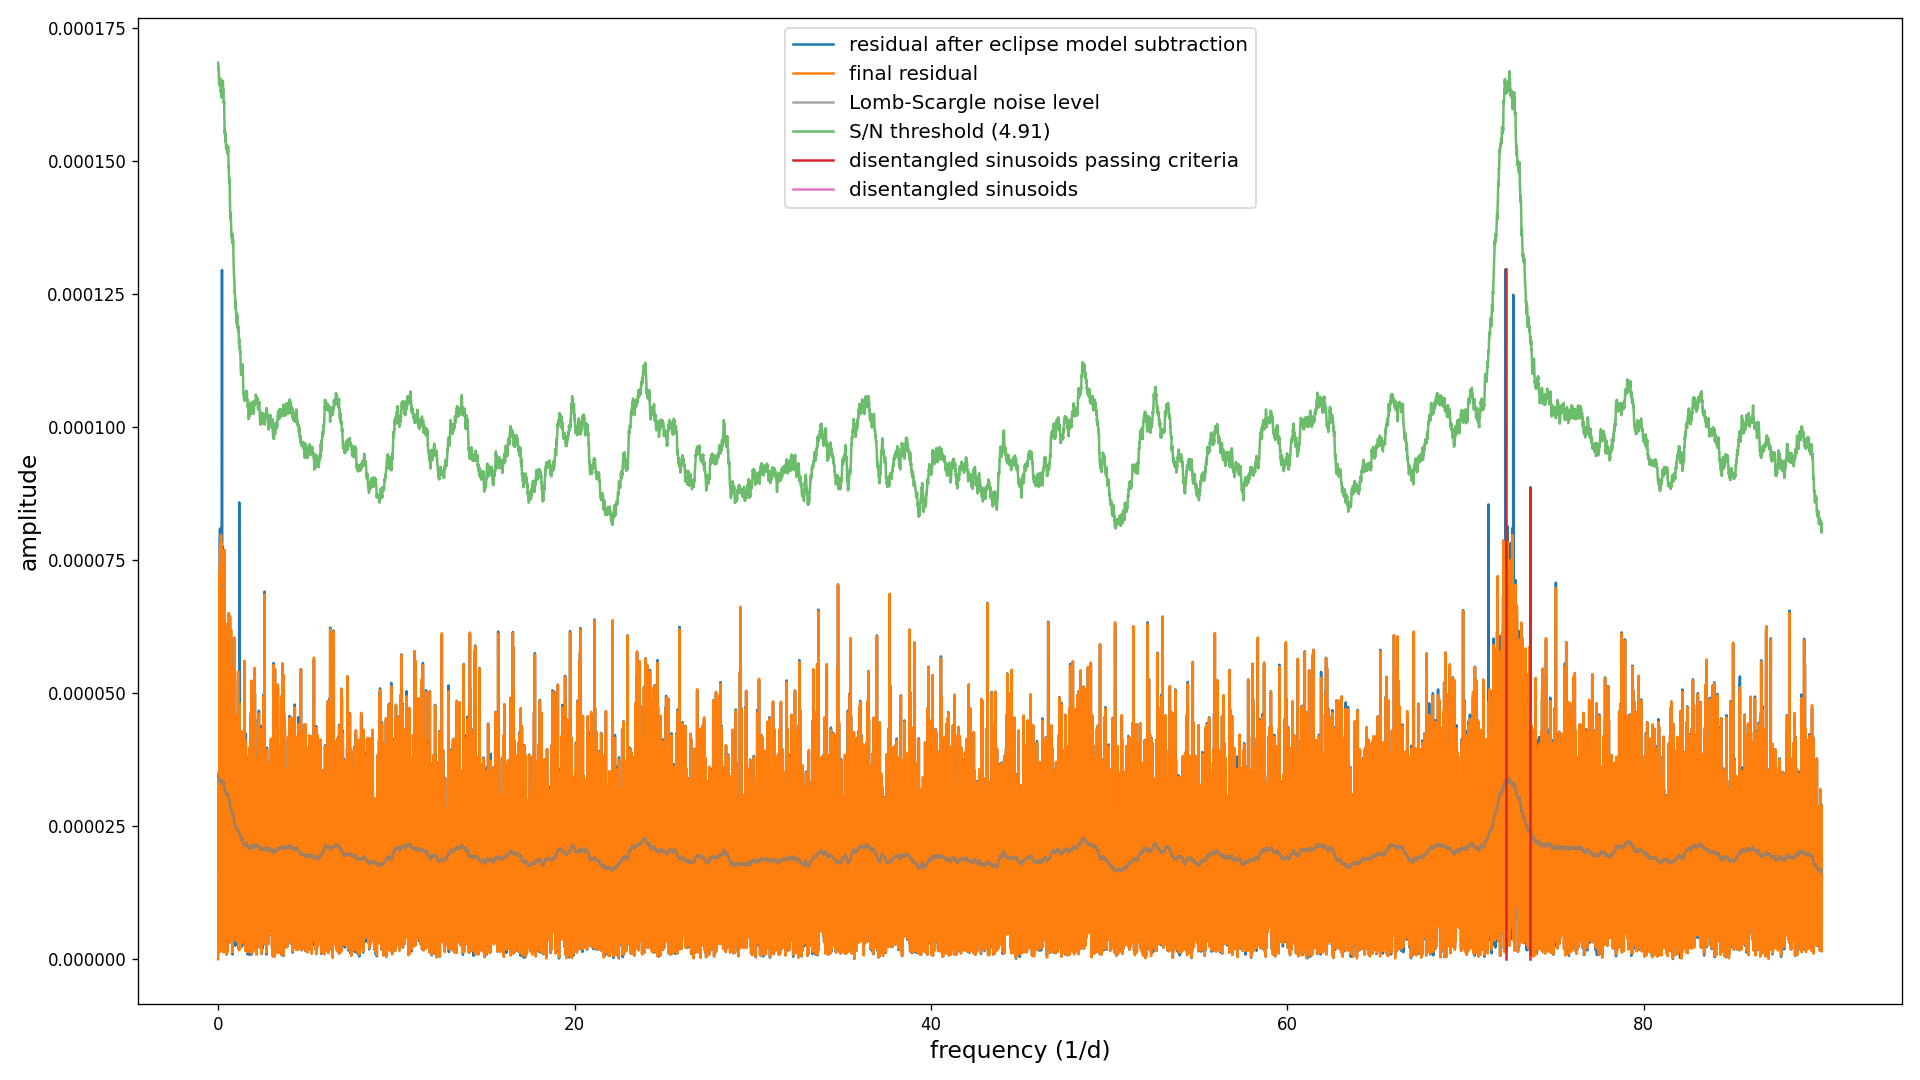 0.000175
0.000150
0.000125
0.000100
0.000075
0.000050
0.000025
0.000000
amplitude
residual after eclipse model subtraction
final residual
Lomb-Scargle noise level
S/N threshold (4.91)
disentangled sinusoids passing criteria
disentangled sinusoids
0 20 40 60 80
frequency (1/d)